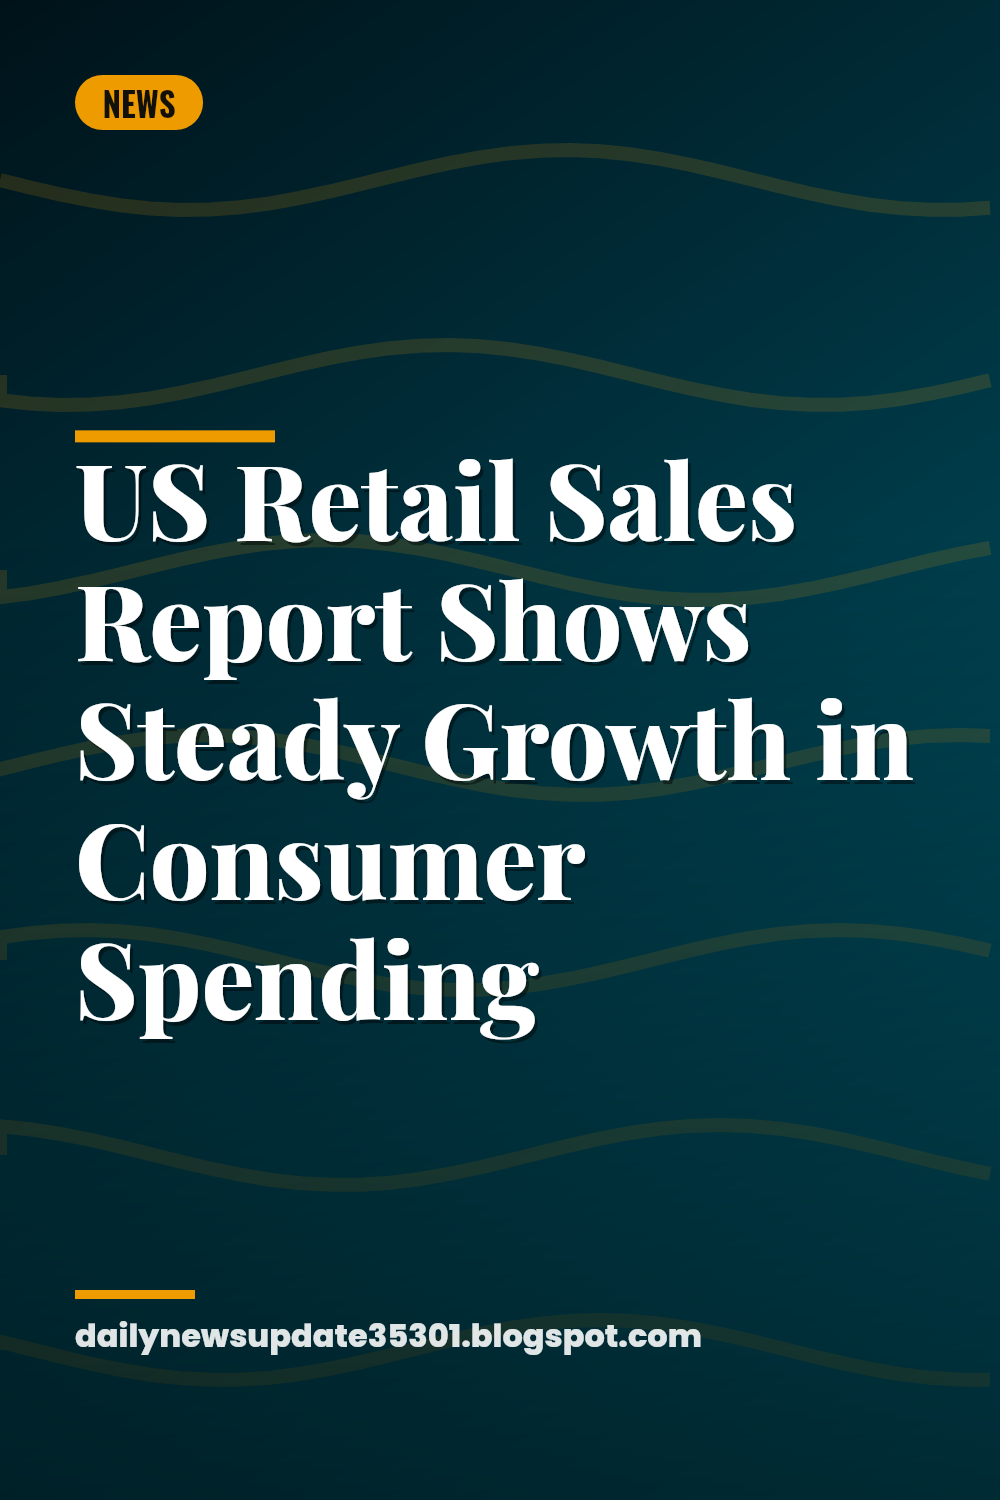 NEWS
US Retail Sales
Report Shows
Steady Growth in
Consumer
Spending
dailynewsupdate35301.blogspot.com